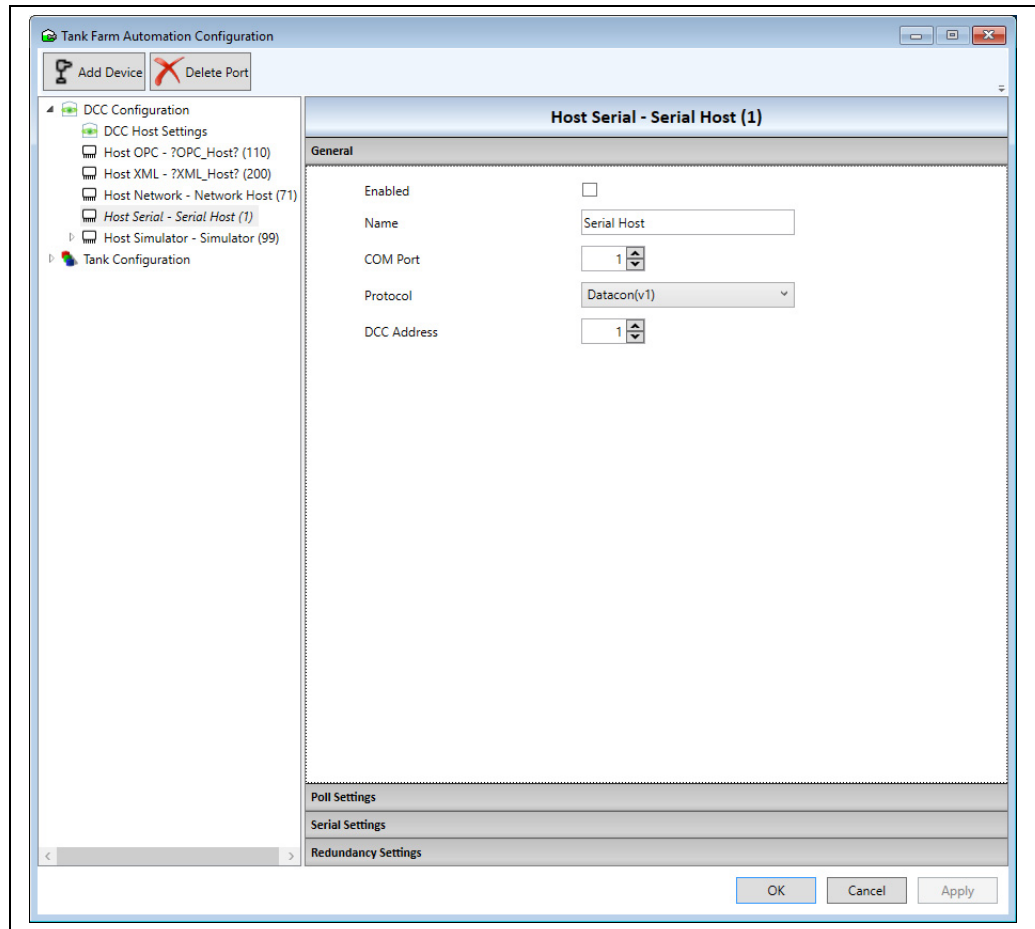 Tank Farm Automation Configuration
Add Device
Delete Port
DCC Configuration
DCC Host Settings
Host OPC - ?OPC_Host? (110)
Host XML - ?XML_Host? (200)
Host Network - Network Host (71)
Host Serial - Serial Host (1)
Host Simulator - Simulator (99)
Tank Configuration
Host Serial - Serial Host (1)
General
Enabled
Name Serial Host
COM Port 1
Protocol Datacon(v1)
DCC Address 1
Poll Settings
Serial Settings
Redundancy Settings
OK Cancel Apply